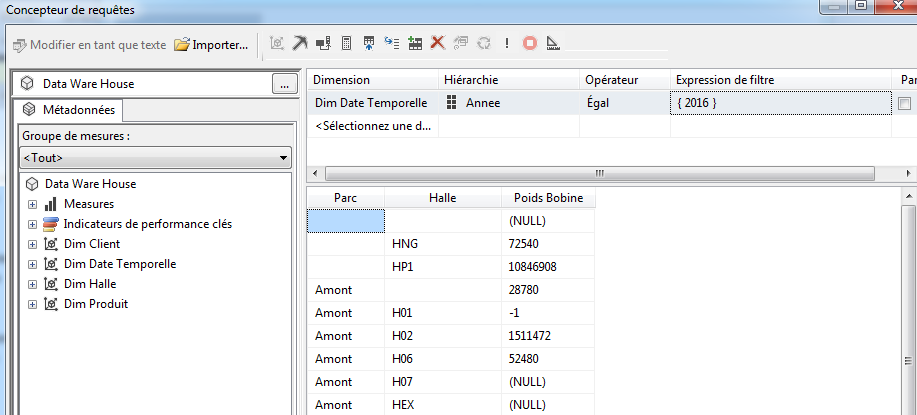 Concepteur de requêtes
Modifier en tant que texte Importer...
Data Ware House ...
Métadonnées
Groupe de mesures :
<Tout>
Data Ware House
Measures
Indicateurs de performance clés
Dim Client
Dim Date Temporelle
Dim Halle
Dim Produit
Dimension Hiérarchie Opérateur Expression de filtre Par
Dim Date Temporelle Annee Égal { 2016 }
<Sélectionnez une d...
Parc Halle Poids Bobine
(NULL)
HNG 72540
HP1 10846908
Amont 28780
Amont H01 -1
Amont H02 1511472
Amont H06 52480
Amont H07 (NULL)
Amont HEX (NULL)